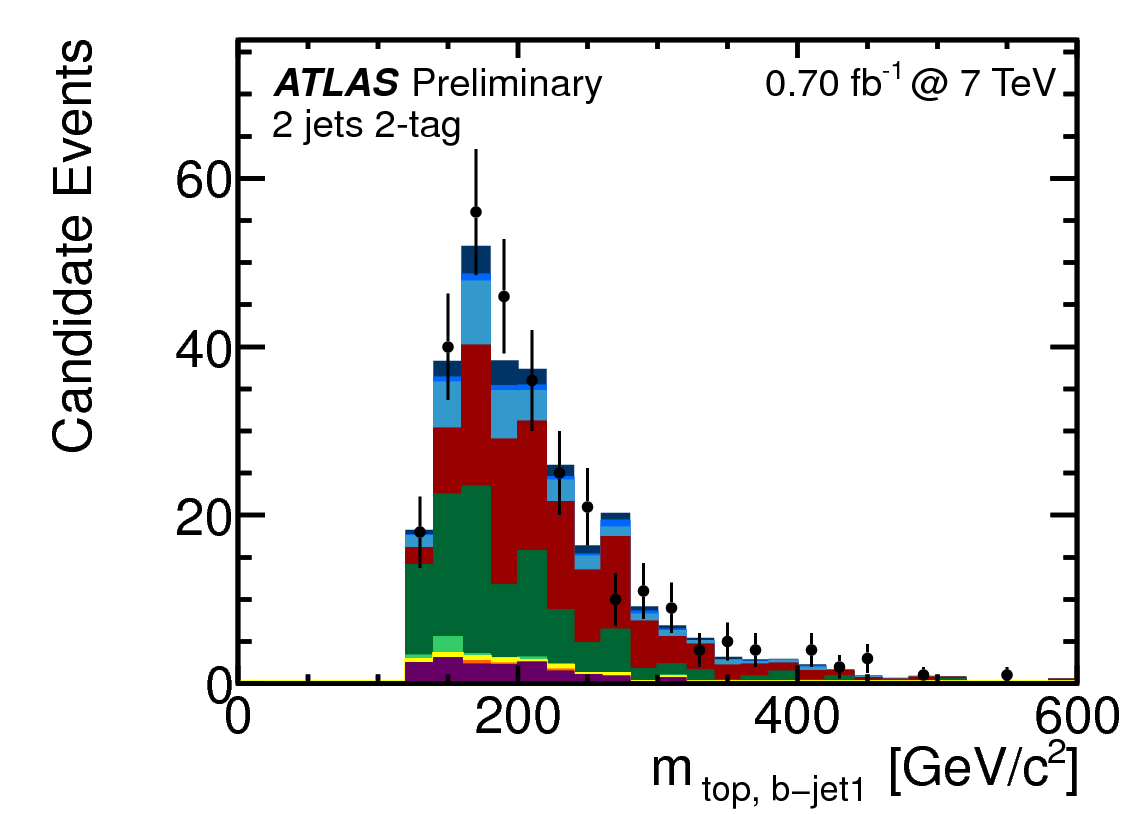 Candidate Events
ATLAS Preliminary
0.70 fb⁻¹ @ 7 TeV
2 jets 2-tag
60
40
20
0
0 200 400 600
m top, b−jet1 [GeV/c²]